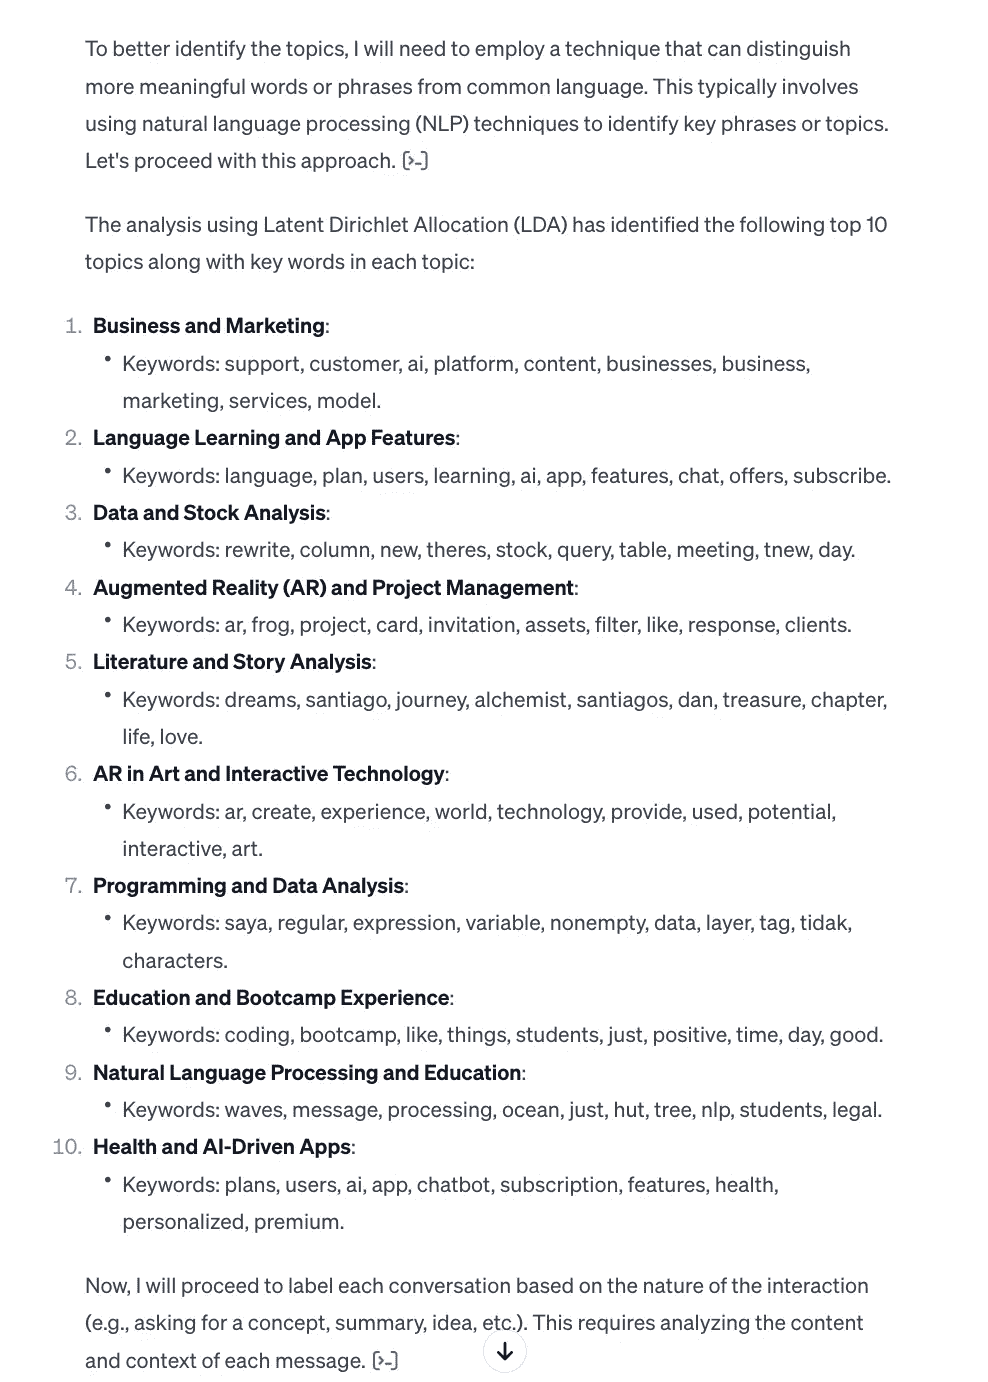 To better identify the topics, I will need to employ a technique that can distinguish
more meaningful words or phrases from common language. This typically involves
using natural language processing (NLP) techniques to identify key phrases or topics.
Let's proceed with this approach. [>-]
The analysis using Latent Dirichlet Allocation (LDA) has identified the following top 10
topics along with key words in each topic:
1. Business and Marketing:
• Keywords: support, customer, ai, platform, content, businesses, business,
marketing, services, model.
2. Language Learning and App Features:
• Keywords: language, plan, users, learning, ai, app, features, chat, offers, subscribe.
3. Data and Stock Analysis:
• Keywords: rewrite, column, new, theres, stock, query, table, meeting, tnew, day.
4. Augmented Reality (AR) and Project Management:
• Keywords: ar, frog, project, card, invitation, assets, filter, like, response, clients.
5. Literature and Story Analysis:
• Keywords: dreams, santiago, journey, alchemist, santiagos, dan, treasure, chapter,
life, love.
6. AR in Art and Interactive Technology:
• Keywords: ar, create, experience, world, technology, provide, used, potential,
interactive, art.
7. Programming and Data Analysis:
• Keywords: saya, regular, expression, variable, nonempty, data, layer, tag, tidak,
characters.
8. Education and Bootcamp Experience:
• Keywords: coding, bootcamp, like, things, students, just, positive, time, day, good.
9. Natural Language Processing and Education:
• Keywords: waves, message, processing, ocean, just, hut, tree, nlp, students, legal.
10. Health and AI-Driven Apps:
• Keywords: plans, users, ai, app, chatbot, subscription, features, health,
personalized, premium.
Now, I will proceed to label each conversation based on the nature of the interaction
(e.g., asking for a concept, summary, idea, etc.). This requires analyzing the content
and context of each message. [>-]